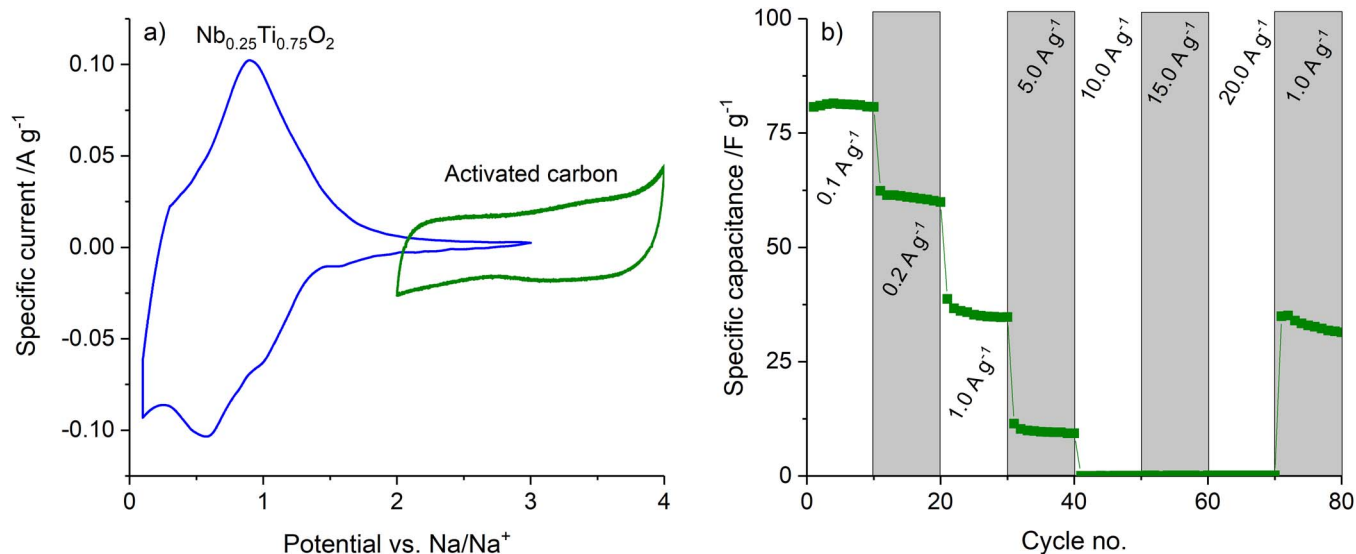 a)
Nb₀.₂₅Ti₀.₇₅O₂
Activated carbon
0.10
0.05
0.00
-0.05
-0.10
Specific current /A g⁻¹
0
1
2
3
4
Potential vs. Na/Na⁺
b)
100
75
50
25
0
Specific capacitance /F g⁻¹
0.1 A g⁻¹
0.2 A g⁻¹
1.0 A g⁻¹
5.0 A g⁻¹
10.0 A g⁻¹
15.0 A g⁻¹
20.0 A g⁻¹
1.0 A g⁻¹
0
20
40
60
80
Cycle no.